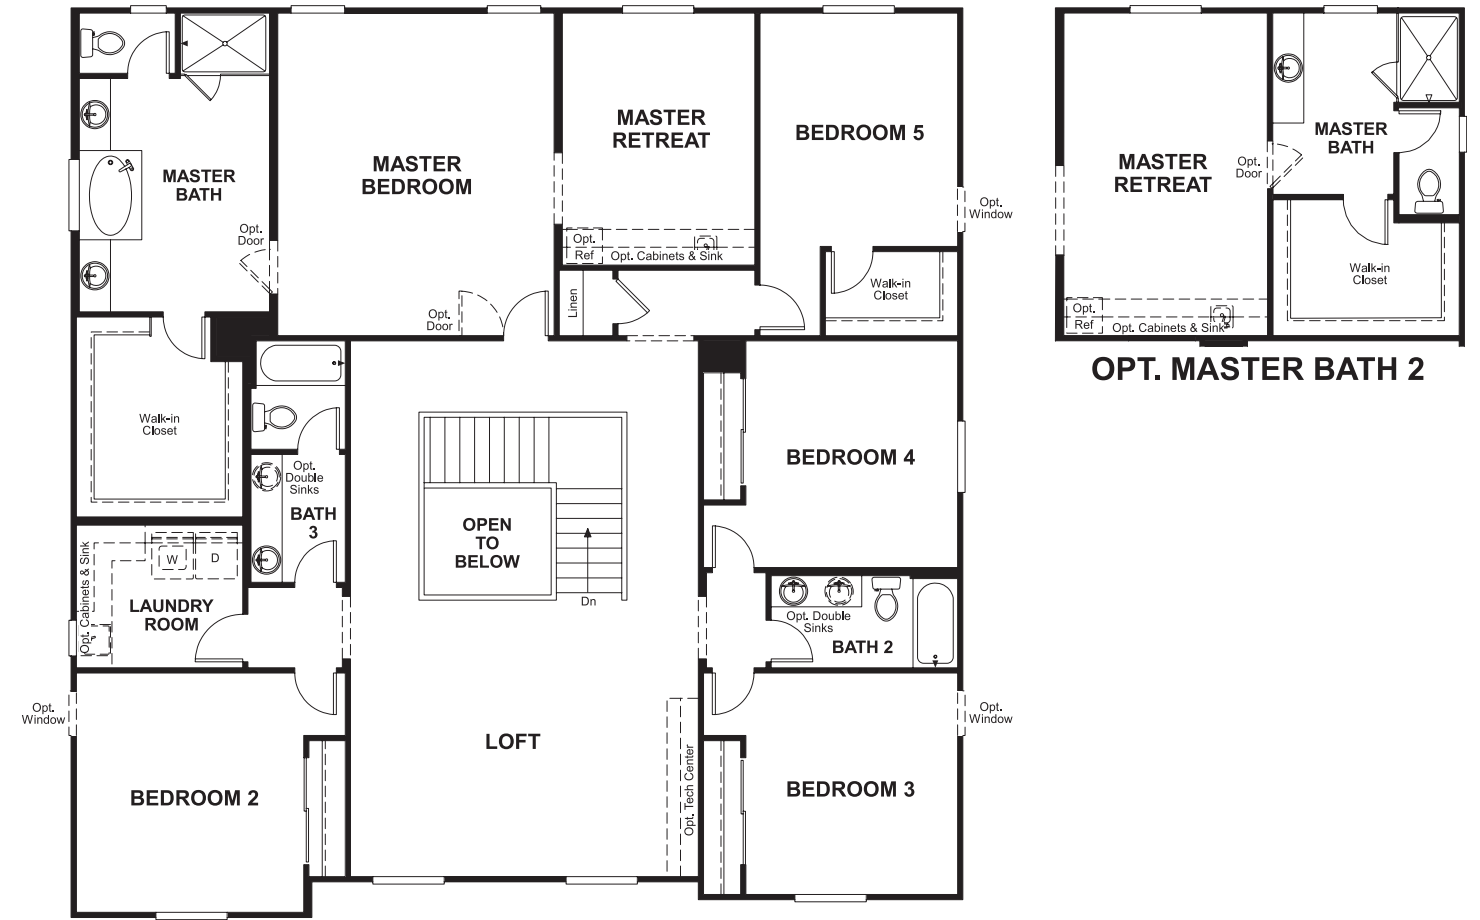 MASTER
BATH
Opt.
Door
MASTER
BEDROOM
Opt.
Door
MASTER
RETREAT
Opt.
Ref
Opt. Cabinets & Sink
Linen
BEDROOM 5
Opt.
Window
Walk-in
Closet
Walk-in
Closet
Opt.
Double
Sinks
BATH
3
Opt. Cabinets & Sink
W
D
LAUNDRY
ROOM
OPEN
TO
BELOW
Dn
BEDROOM 4
Opt. Double
Sinks
BATH 2
Opt.
Window
BEDROOM 2
LOFT
Opt. Tech Center
BEDROOM 3
Opt.
Window
MASTER
RETREAT
Opt.
Door
MASTER
BATH
Walk-in
Closet
Opt.
Ref
Opt. Cabinets & Sink
OPT. MASTER BATH 2